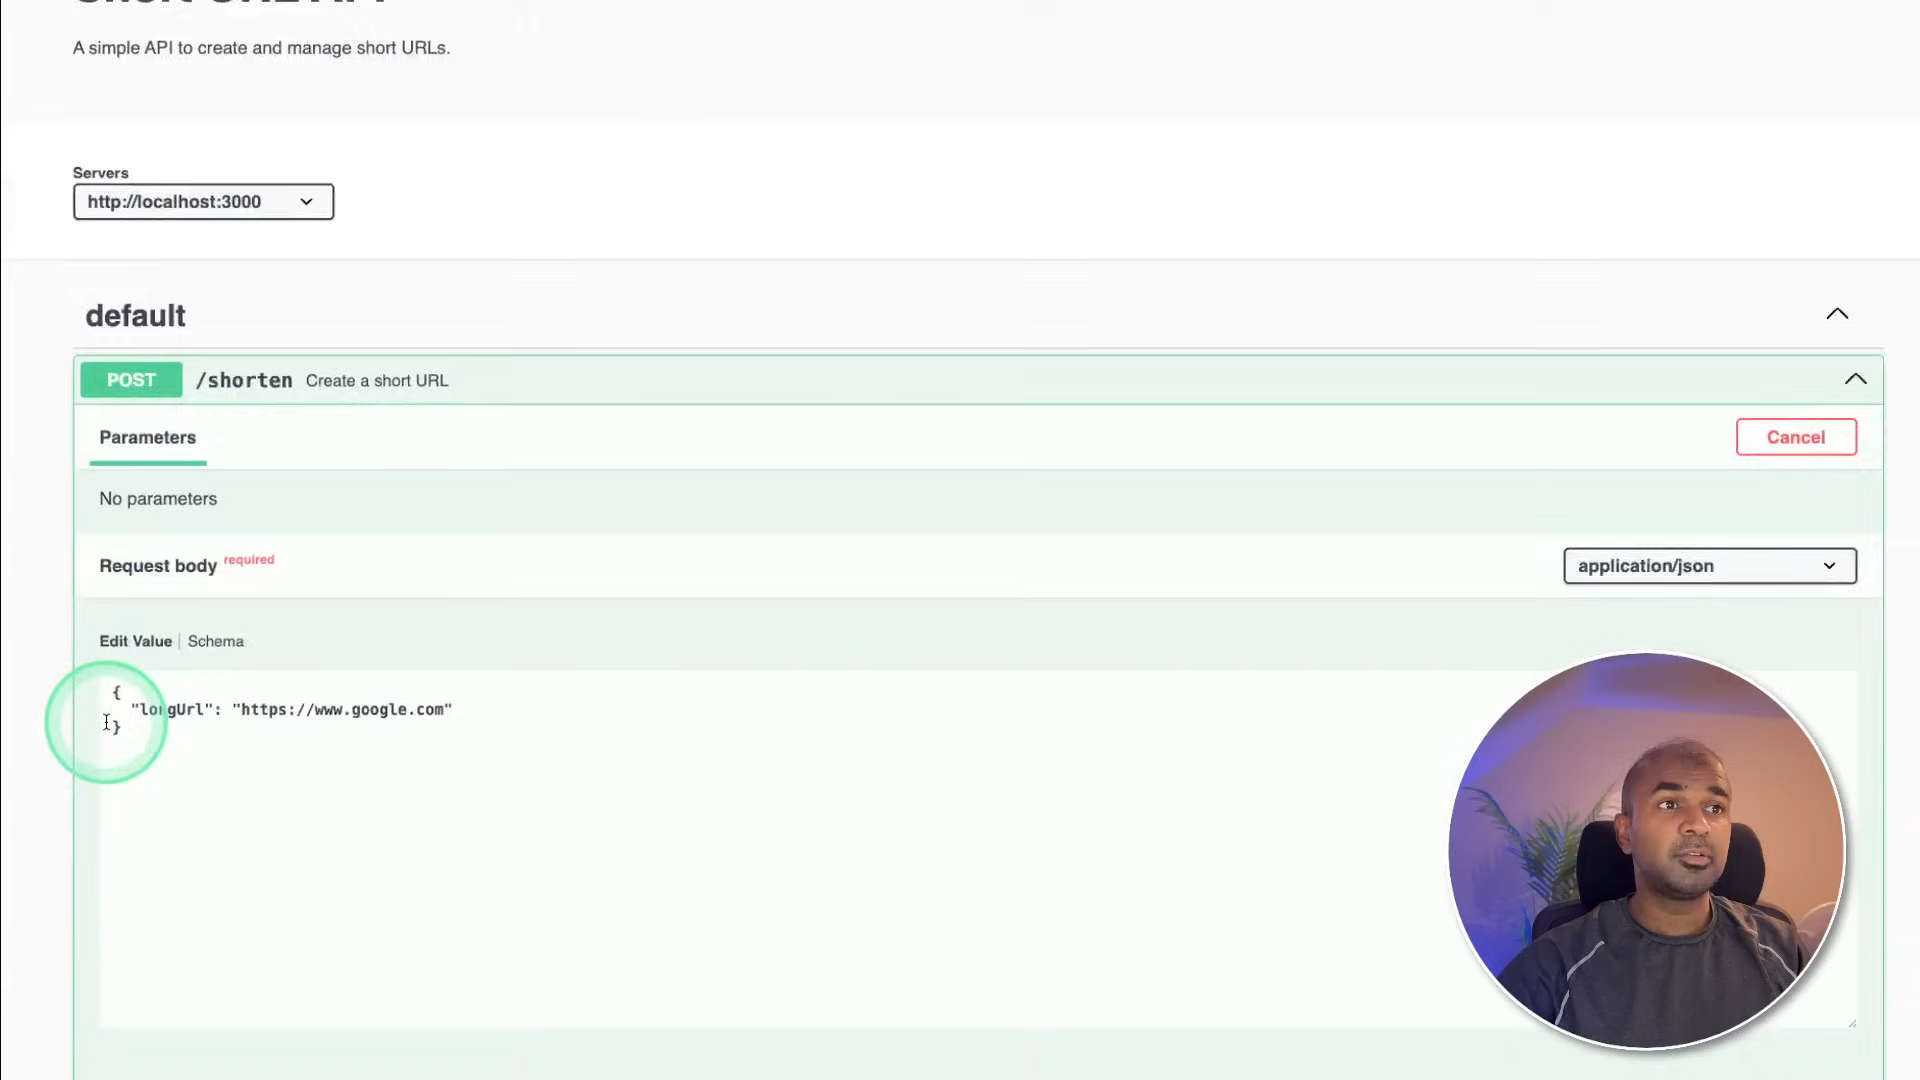 A simple API to create and manage short URLs.
Servers
http://localhost:3000
default
POST /shorten Create a short URL
Parameters
Cancel
No parameters
Request body required
application/json
Edit Value | Schema
{
"longUrl": "https://www.google.com"
}